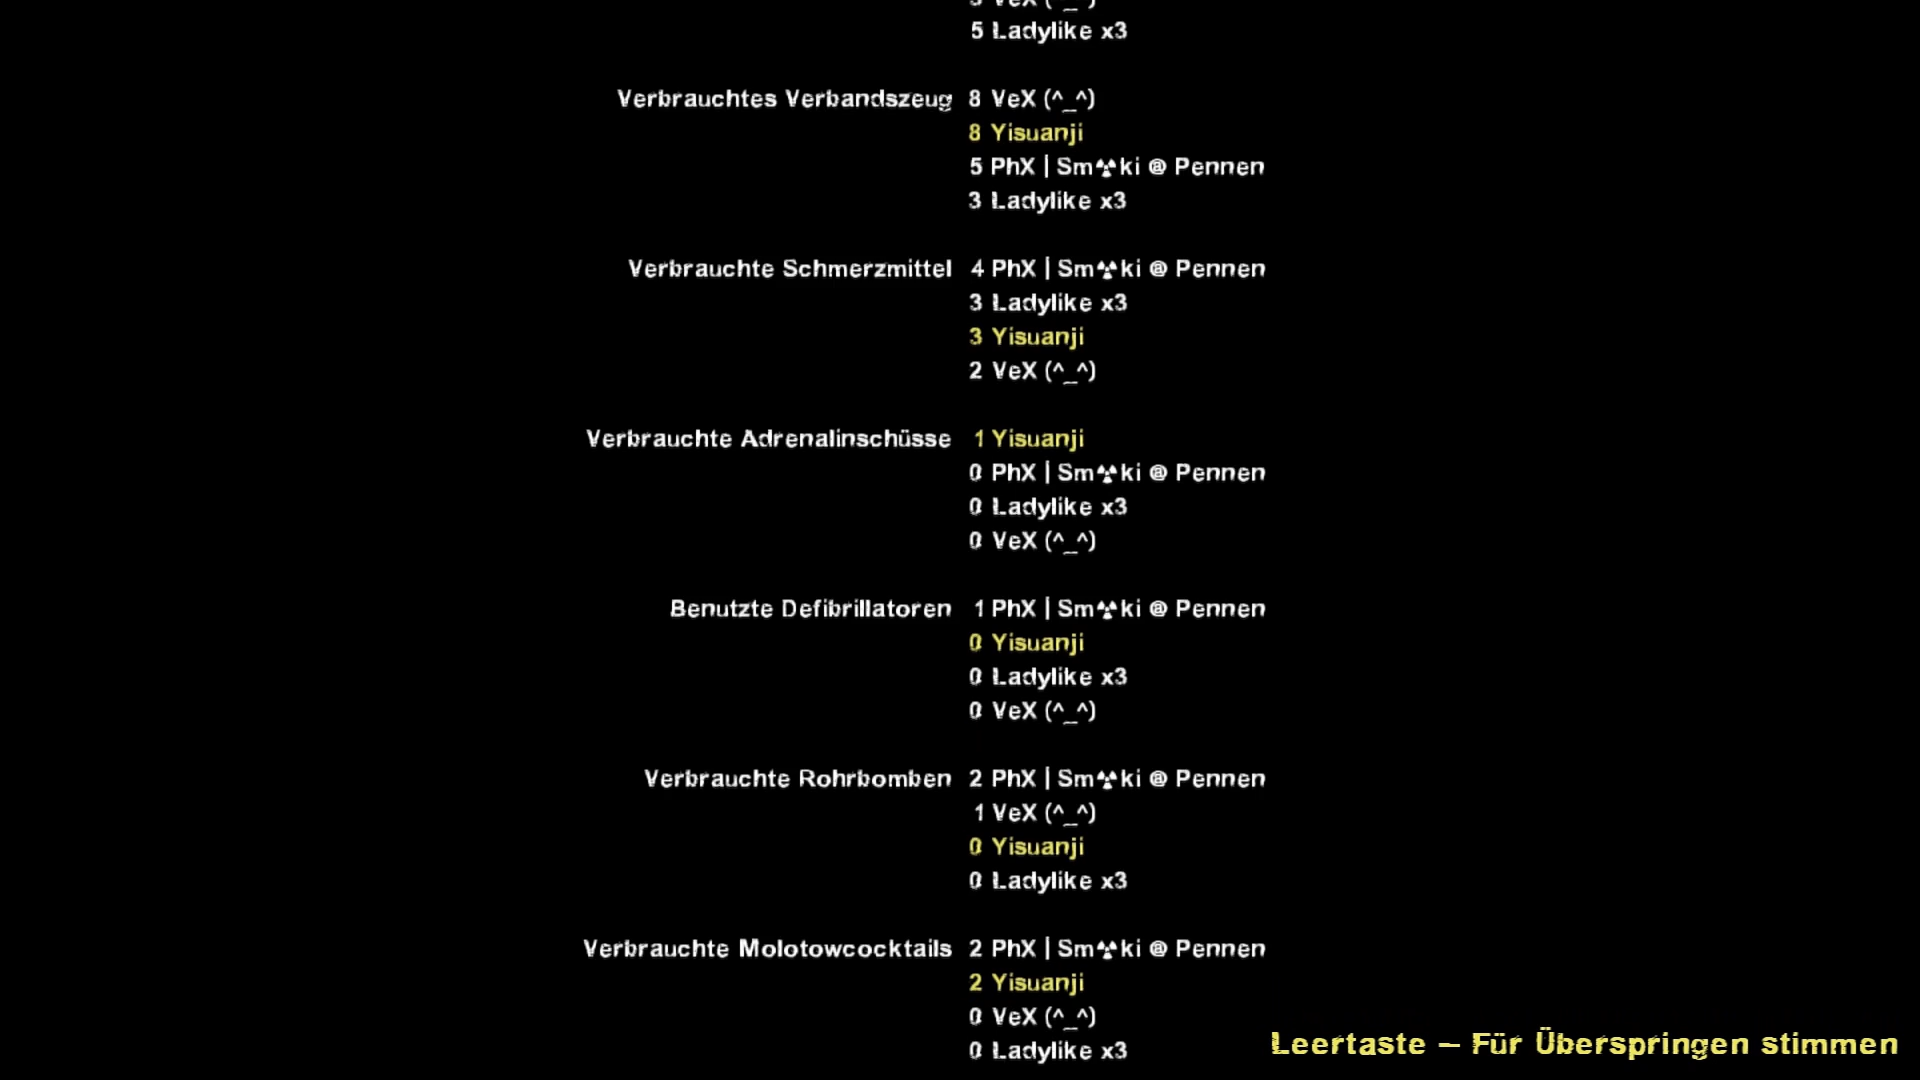 5 Ladylike x3
Verbrauchtes Verbandszeug 8 VeX (^_^)
8 Yisuanji
5 PhX | Sm☢ki @ Pennen
3 Ladylike x3
Verbrauchte Schmerzmittel 4 PhX | Sm☢ki @ Pennen
3 Ladylike x3
3 Yisuanji
2 VeX (^_^)
Verbrauchte Adrenalinschüsse 1 Yisuanji
0 PhX | Sm☢ki @ Pennen
0 Ladylike x3
0 VeX (^_^)
Benutzte Defibrillatoren 1 PhX | Sm☢ki @ Pennen
0 Yisuanji
0 Ladylike x3
0 VeX (^_^)
Verbrauchte Rohrbomben 2 PhX | Sm☢ki @ Pennen
1 VeX (^_^)
0 Yisuanji
0 Ladylike x3
Verbrauchte Molotowcocktails 2 PhX | Sm☢ki @ Pennen
2 Yisuanji
0 VeX (^_^)
0 Ladylike x3
Leertaste – Für Überspringen stimmen